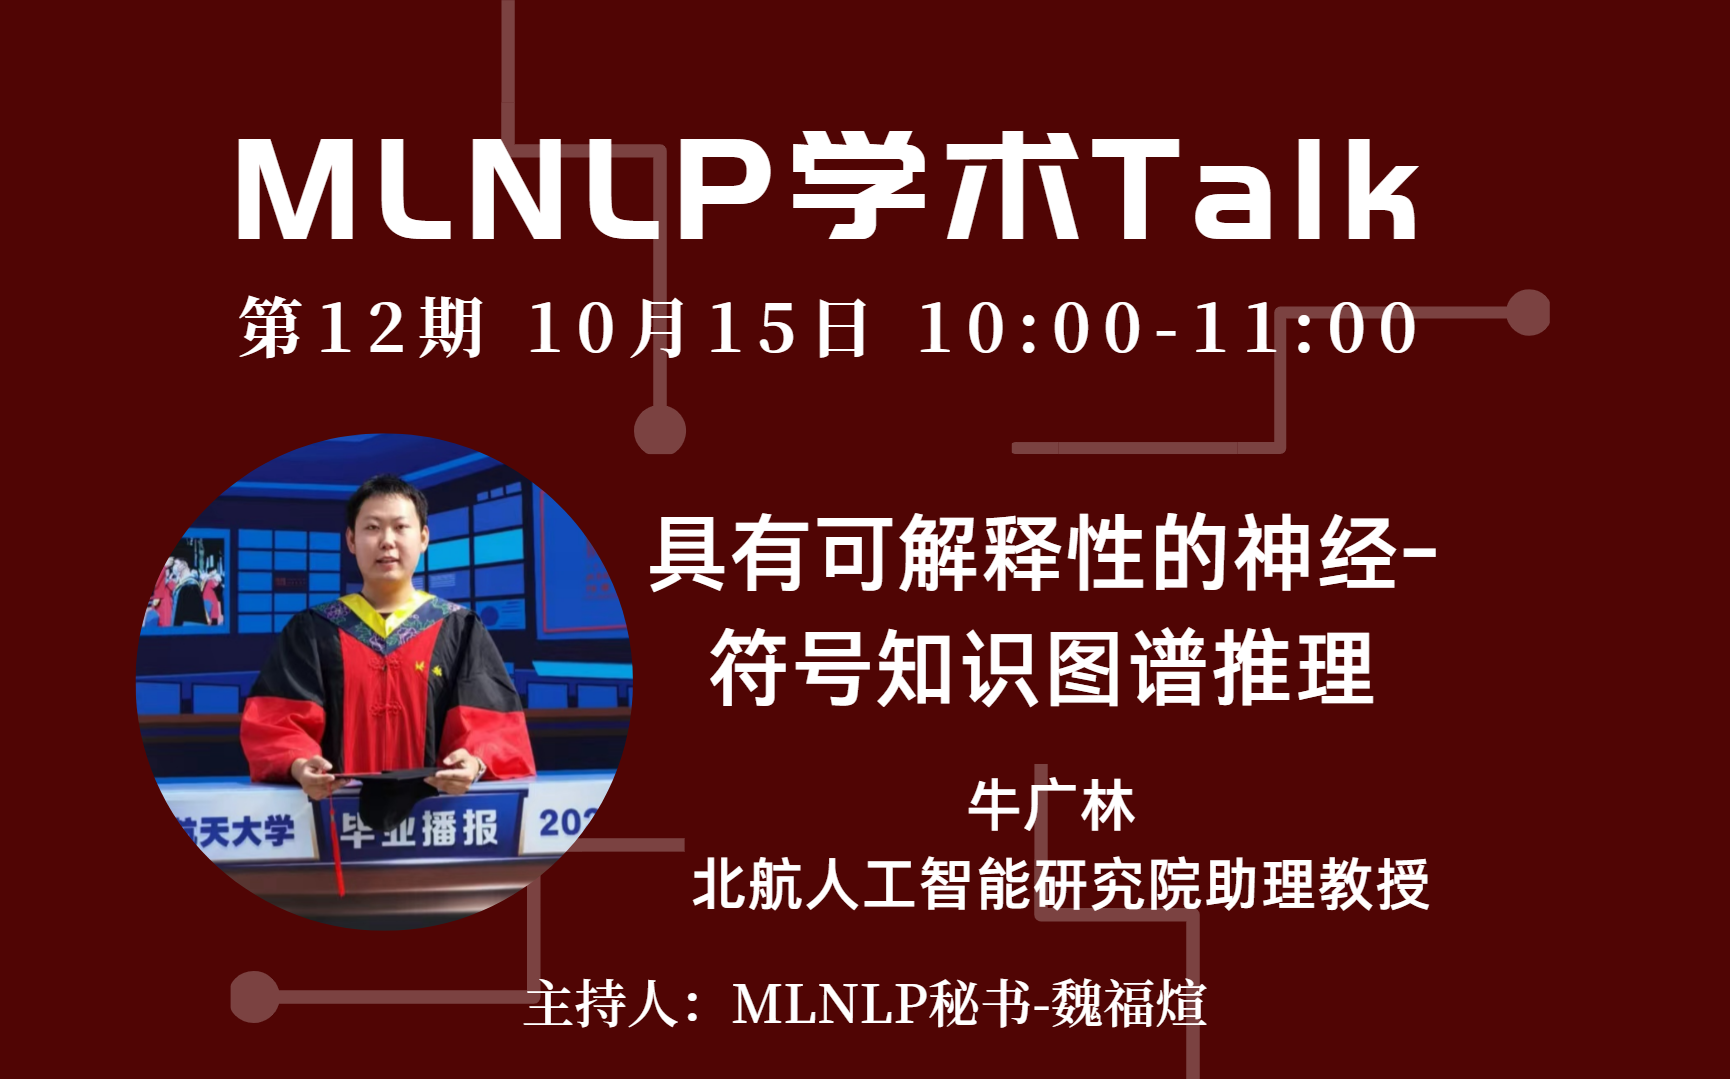 MLNLP学术Talk
第12期 10月15日 10:00-11:00
具有可解释性的神经-
符号知识图谱推理
牛广林
北航人工智能研究院助理教授
航天大学 毕业播报 202
主持人：MLNLP秘书-魏福煊